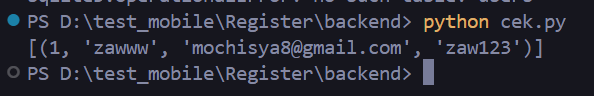 PS D:\test_mobile\Register\backend> python cek.py
[(1, 'zawww', 'mochisya8@gmail.com', 'zaw123')]
PS D:\test_mobile\Register\backend>